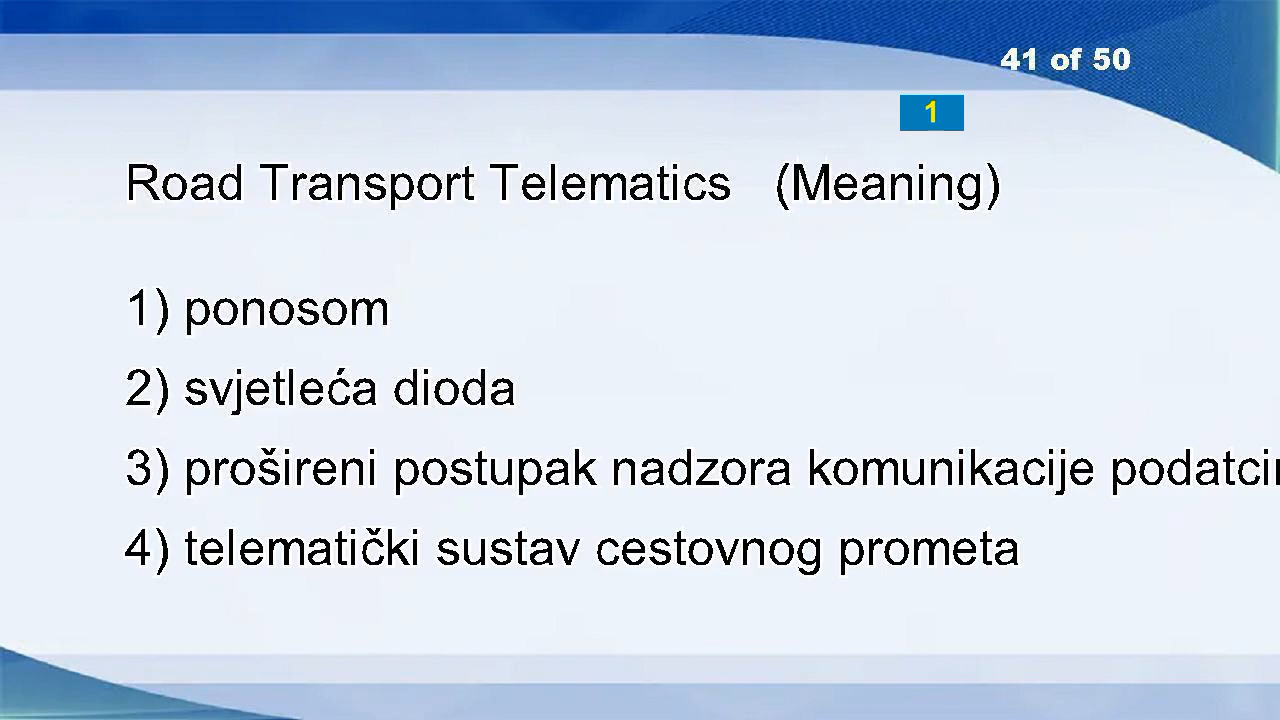 41 of 50
1
Road Transport Telematics (Meaning)
1) ponosom
2) svjetleća dioda
3) prošireni postupak nadzora komunikacije
4) telematički sustav cestovnog prometa